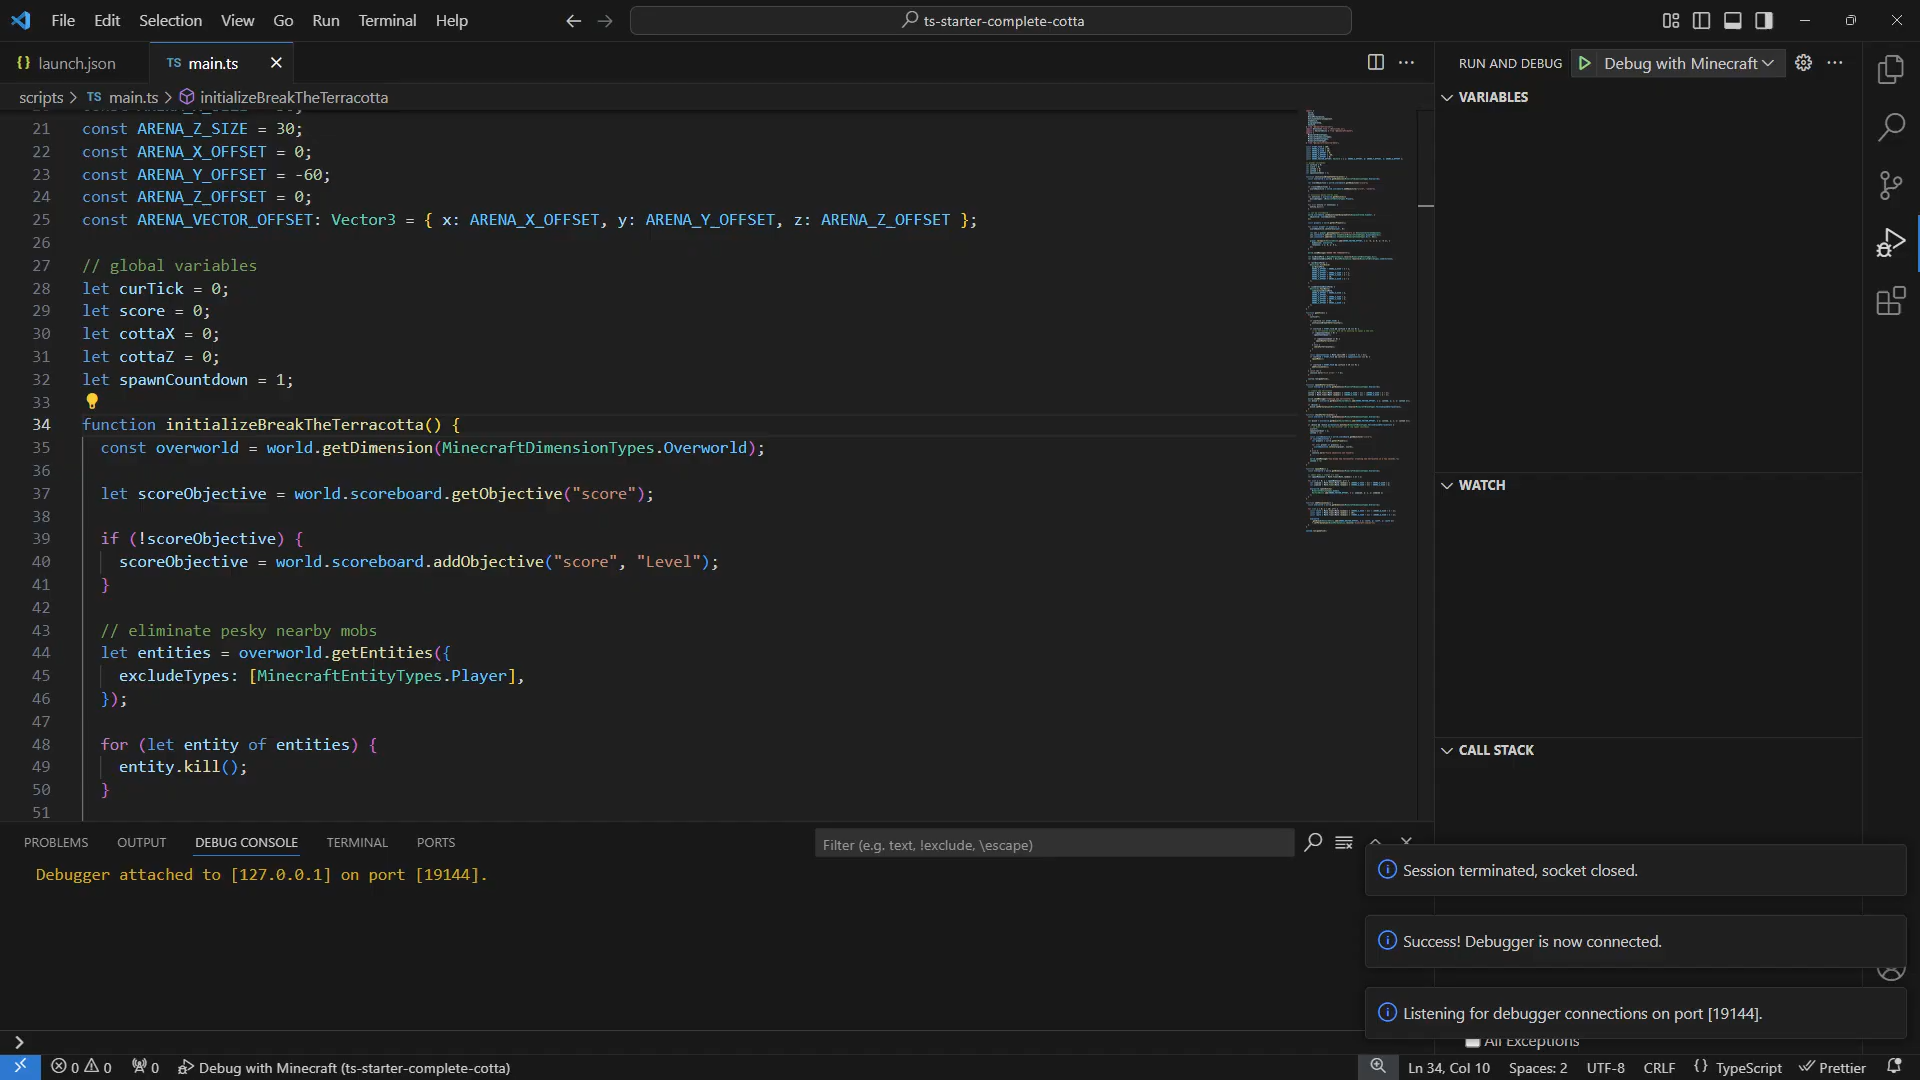 File Edit Selection View Go Run Terminal Help
ts-starter-complete-cotta
{} launch.json
TS main.ts
RUN AND DEBUG
Debug with Minecraft
scripts > TS main.ts > initializeBreakTheTerracotta
VARIABLES
21 const ARENA_Z_SIZE = 30;
22 const ARENA_X_OFFSET = 0;
23 const ARENA_Y_OFFSET = -60;
24 const ARENA_Z_OFFSET = 0;
25 const ARENA_VECTOR_OFFSET: Vector3 = { x: ARENA_X_OFFSET, y: ARENA_Y_OFFSET, z: ARENA_Z_OFFSET };
26
27 // global variables
28 let curTick = 0;
29 let score = 0;
30 let cottaX = 0;
31 let cottaZ = 0;
32 let spawnCountdown = 1;
33
34 function initializeBreakTheTerracotta() {
35 const overworld = world.getDimension(MinecraftDimensionTypes.Overworld);
36
37 let scoreObjective = world.scoreboard.getObjective("score");
38
39 if (!scoreObjective) {
40 scoreObjective = world.scoreboard.addObjective("score", "Level");
41 }
42
43 // eliminate pesky nearby mobs
44 let entities = overworld.getEntities({
45 excludeTypes: [MinecraftEntityTypes.Player],
46 });
47
48 for (let entity of entities) {
49 entity.kill();
50 }
51
WATCH
CALL STACK
PROBLEMS OUTPUT DEBUG CONSOLE TERMINAL PORTS
Filter (e.g. text, !exclude, \escape)
Debugger attached to [127.0.0.1] on port [19144].
Session terminated, socket closed.
Success! Debugger is now connected.
Listening for debugger connections on port [19144].
All Exceptions
0 0 0 Debug with Minecraft (ts-starter-complete-cotta)
Ln 34, Col 10 Spaces: 2 UTF-8 CRLF {} TypeScript Prettier